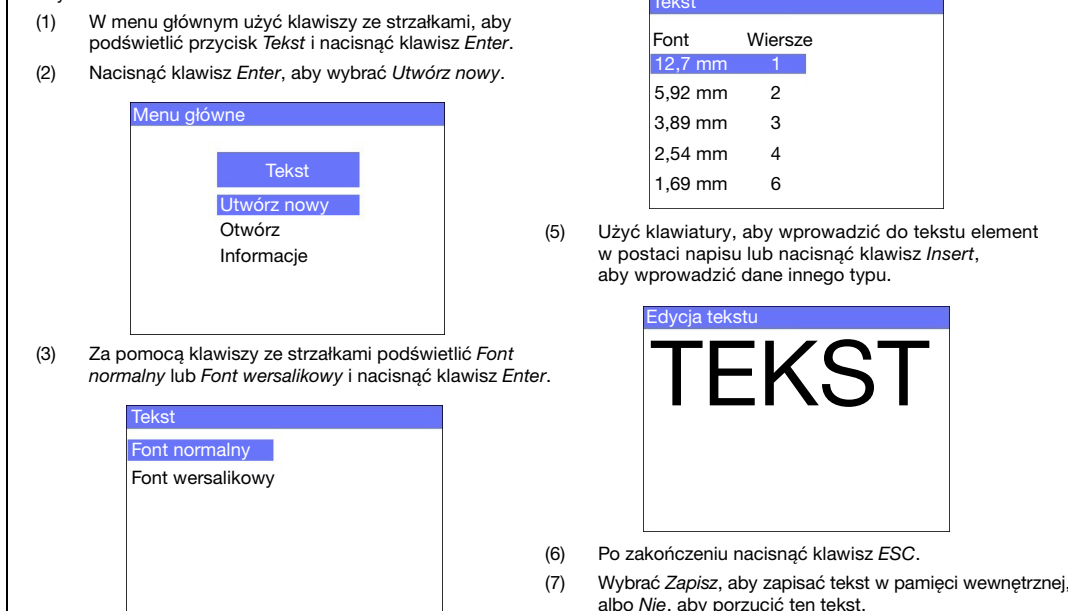 (1) W menu głównym użyć klawiszy ze strzałkami, aby
podświetlić przycisk Tekst i nacisnąć klawisz Enter.
(2) Nacisnąć klawisz Enter, aby wybrać Utwórz nowy.
Menu główne
Tekst
Utwórz nowy
Otwórz
Informacje
(3) Za pomocą klawiszy ze strzałkami podświetlić Font
normalny lub Font wersalikowy i nacisnąć klawisz Enter.
Tekst
Font normalny
Font wersalikowy
Tekst
Font Wiersze
12,7 mm 1
5,92 mm 2
3,89 mm 3
2,54 mm 4
1,69 mm 6
(5) Użyć klawiatury, aby wprowadzić do tekstu element
w postaci napisu lub nacisnąć klawisz Insert,
aby wprowadzić dane innego typu.
Edycja tekstu
TEKST
(6) Po zakończeniu nacisnąć klawisz ESC.
(7) Wybrać Zapisz, aby zapisać tekst w pamięci wewnętrznej,
albo Nie, aby porzucić ten tekst.